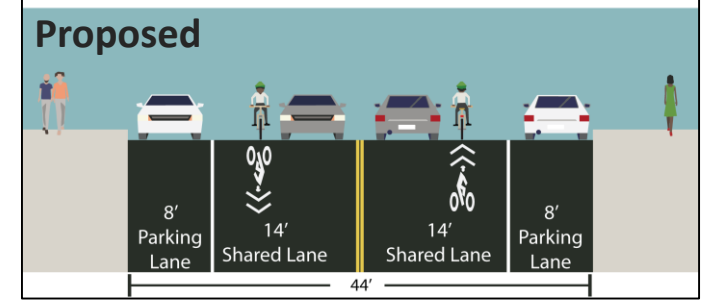 Proposed
8'
Parking
Lane
14'
Shared Lane
14'
Shared Lane
8'
Parking
Lane
44'